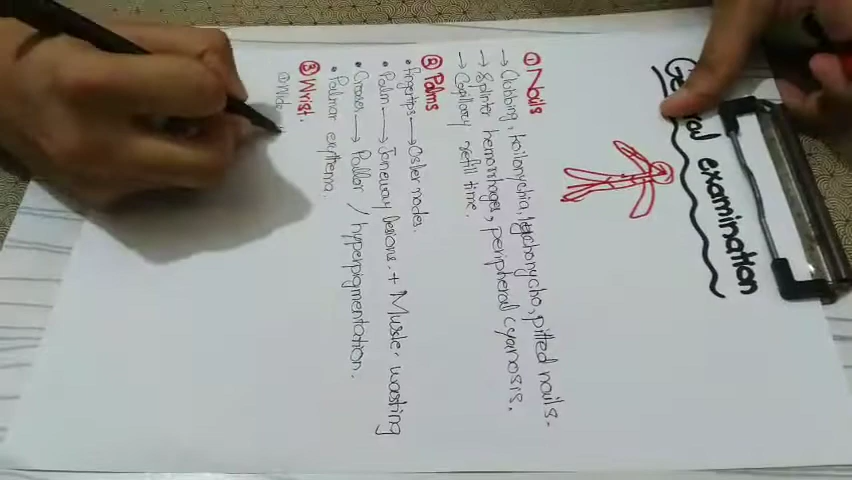 General examination
① Nails
→ Clubbing, koilonychia, pitted nails.
→ Splinter hemorrhages, peripheral cyanosis.
→ Capillary refill time.
② Palms
• Fingertips → Osler nodes.
• Palm → Janeway lesions. + Muscle. wasting
• Creases → Pallor / hyperpigmentation.
• Palmar erythema.
③ Wrist.